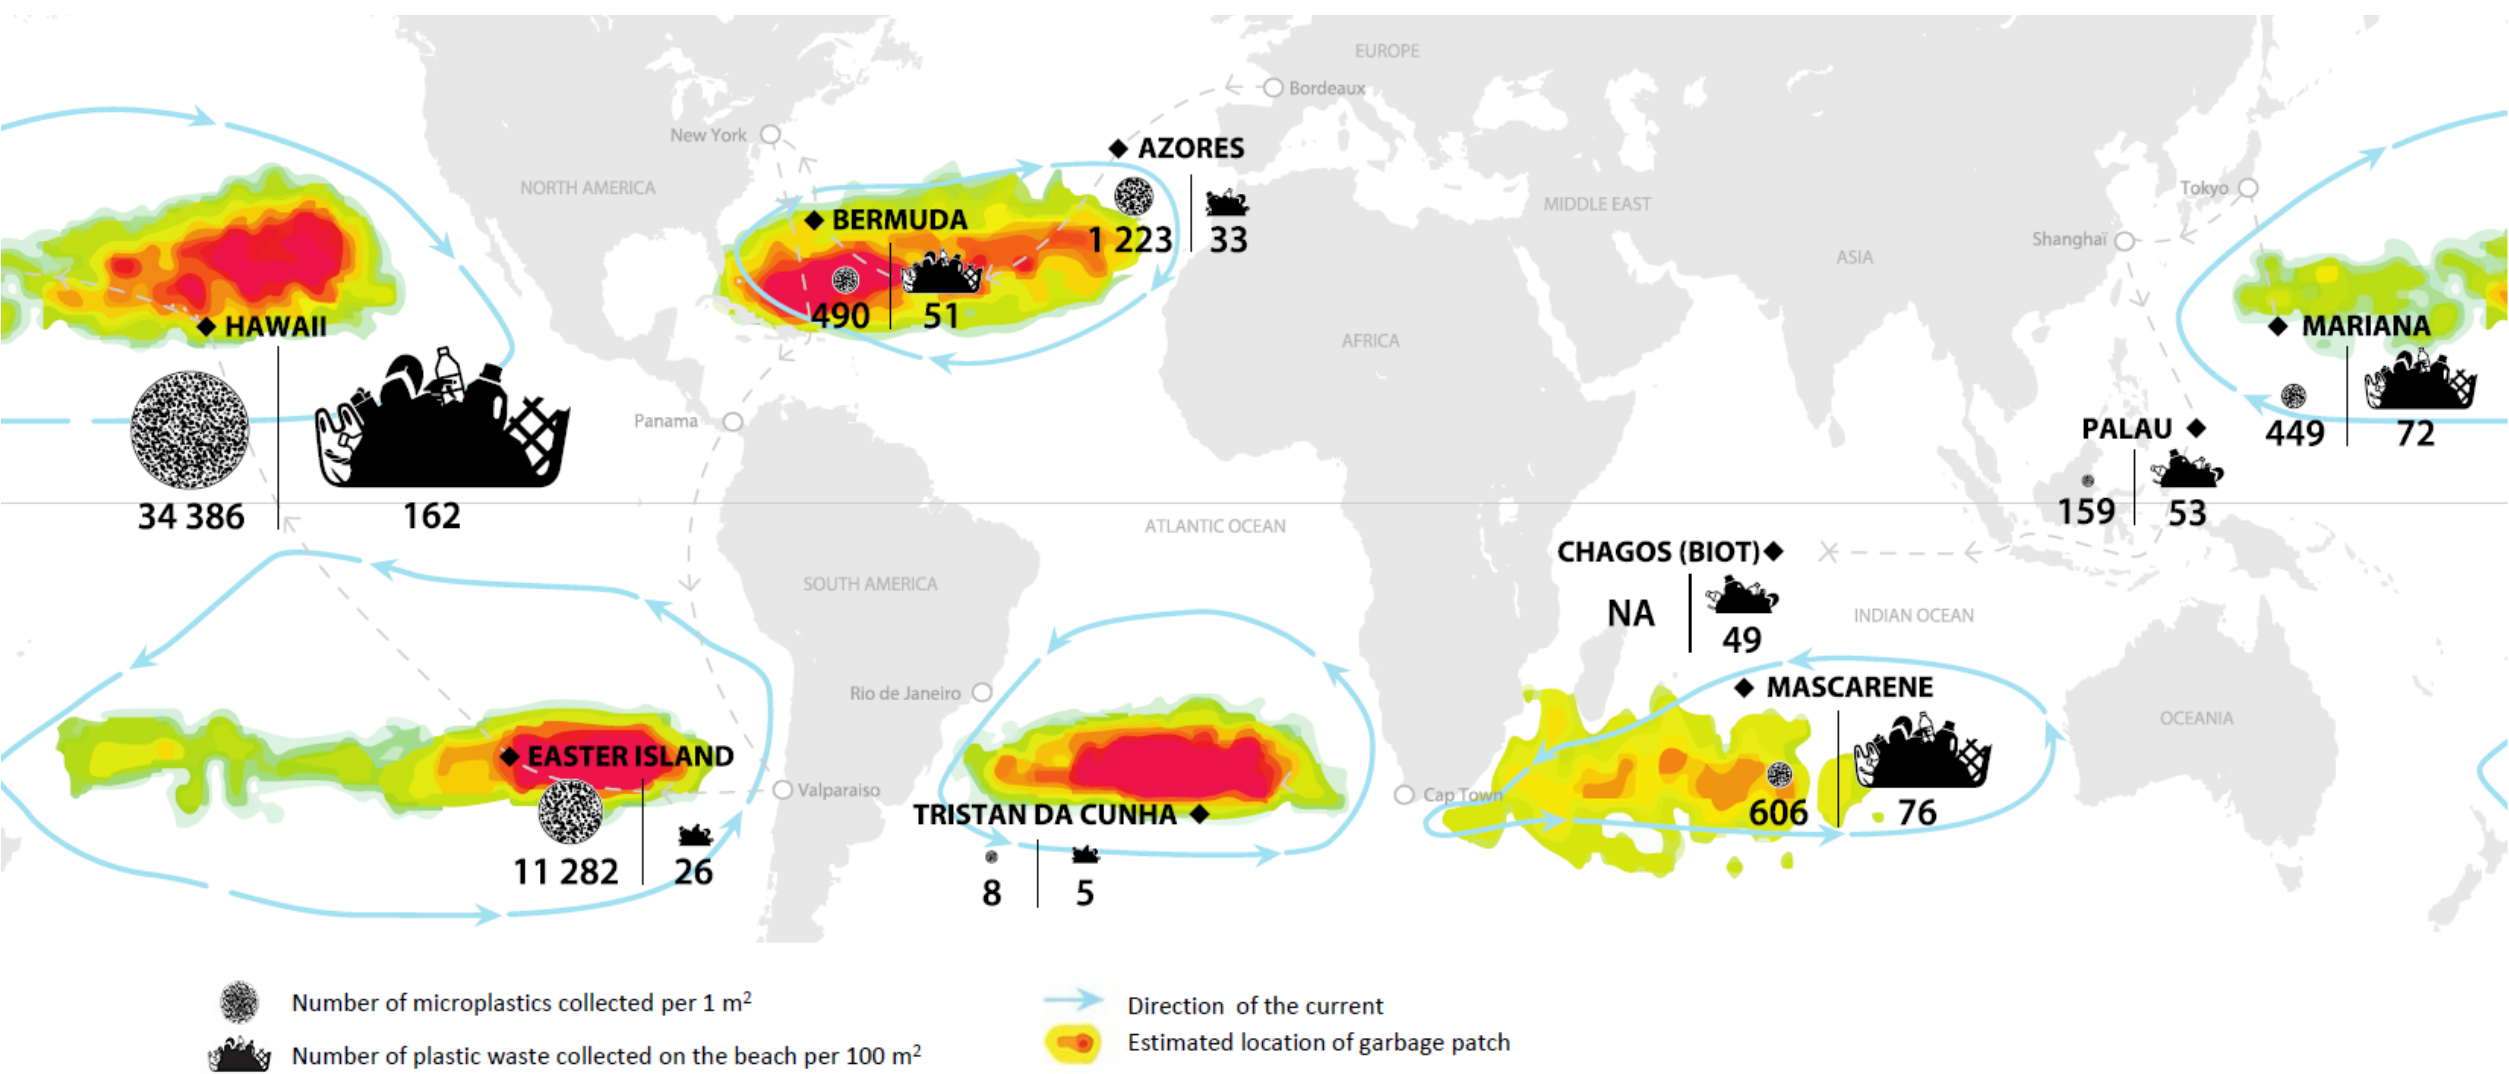 EUROPE
Bordeaux
New York
AZORES
NORTH AMERICA
MIDDLE EAST
Tokyo
BERMUDA
1 223
33
Shanghaï
ASIA
490
51
HAWAII
AFRICA
MARIANA
Panama
PALAU
449
72
34 386
162
159
53
ATLANTIC OCEAN
CHAGOS (BIOT)
SOUTH AMERICA
NA
49
INDIAN OCEAN
Rio de Janeiro
MASCARENE
OCEANIA
EASTER ISLAND
Valparaiso
Cap Town
TRISTAN DA CUNHA
606
76
11 282
26
8
5
Number of microplastics collected per 1 m²
Direction of the current
Number of plastic waste collected on the beach per 100 m²
Estimated location of garbage patch